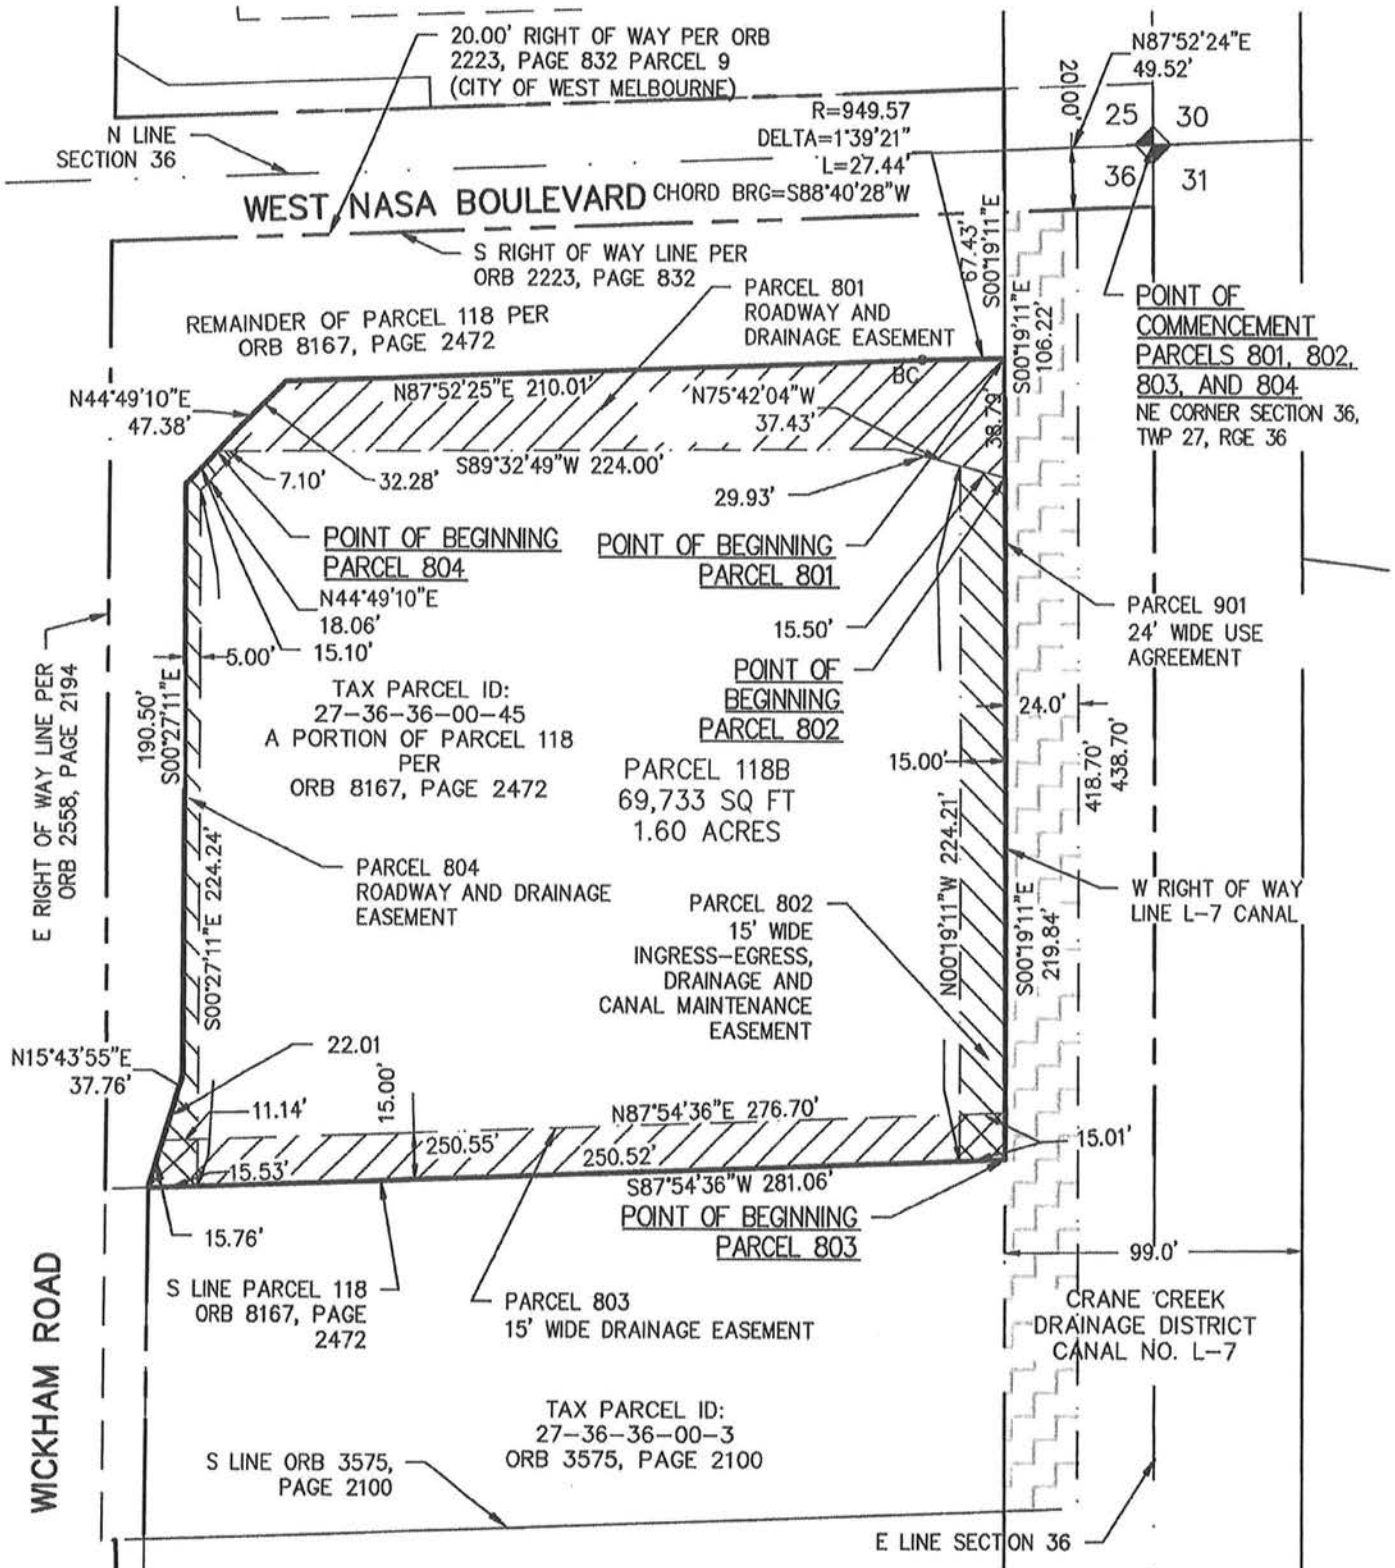 20.00' RIGHT OF WAY PER ORB
2223, PAGE 832 PARCEL 9
(CITY OF WEST MELBOURNE)
N87°52'24"E
49.52'
20.00'
25
30
36
31
N LINE
SECTION 36
R=949.57
DELTA=1°39'21"
L=27.44'
CHORD BRG=S88°40'28"W
WEST NASA BOULEVARD
67.43'
S00°19'11"E
S RIGHT OF WAY LINE PER
ORB 2223, PAGE 832
PARCEL 801
ROADWAY AND
DRAINAGE EASEMENT
S00°19'11"E
106.22'
POINT OF
COMMENCEMENT
PARCELS 801, 802,
803, AND 804
NE CORNER SECTION 36,
TWP 27, RGE 36
REMAINDER OF PARCEL 118 PER
ORB 8167, PAGE 2472
N44°49'10"E
47.38'
N87°52'25"E 210.01'
BC
N75°42'04"W
37.43'
38.79'
S89°32'49"W 224.00'
7.10'
32.28'
29.93'
POINT OF BEGINNING
PARCEL 804
POINT OF BEGINNING
PARCEL 801
N44°49'10"E
18.06'
15.10'
15.50'
PARCEL 901
24' WIDE USE
AGREEMENT
5.00'
POINT OF
BEGINNING
PARCEL 802
24.0'
TAX PARCEL ID:
27-36-36-00-45
A PORTION OF PARCEL 118
PER
ORB 8167, PAGE 2472
E RIGHT OF WAY LINE PER
ORB 2558, PAGE 2194
190.50'
S00°27'11"E
15.00'
418.70'
438.70'
PARCEL 118B
69,733 SQ FT
1.60 ACRES
PARCEL 804
ROADWAY AND DRAINAGE
EASEMENT
S00°27'11"E 224.24'
N00°19'11"W 224.21'
S00°19'11"E
219.84'
W RIGHT OF WAY
LINE L-7 CANAL
PARCEL 802
15' WIDE
INGRESS-EGRESS,
DRAINAGE AND
CANAL MAINTENANCE
EASEMENT
N15°43'55"E
37.76'
22.01
11.14'
15.00'
N87°54'36"E 276.70'
250.55'
250.52'
15.01'
15.53'
S87°54'36"W 281.06'
15.76'
POINT OF BEGINNING
PARCEL 803
99.0'
S LINE PARCEL 118
ORB 8167, PAGE
2472
PARCEL 803
15' WIDE DRAINAGE EASEMENT
CRANE CREEK
DRAINAGE DISTRICT
CANAL NO. L-7
WICKHAM ROAD
TAX PARCEL ID:
27-36-36-00-3
ORB 3575, PAGE 2100
S LINE ORB 3575,
PAGE 2100
E LINE SECTION 36